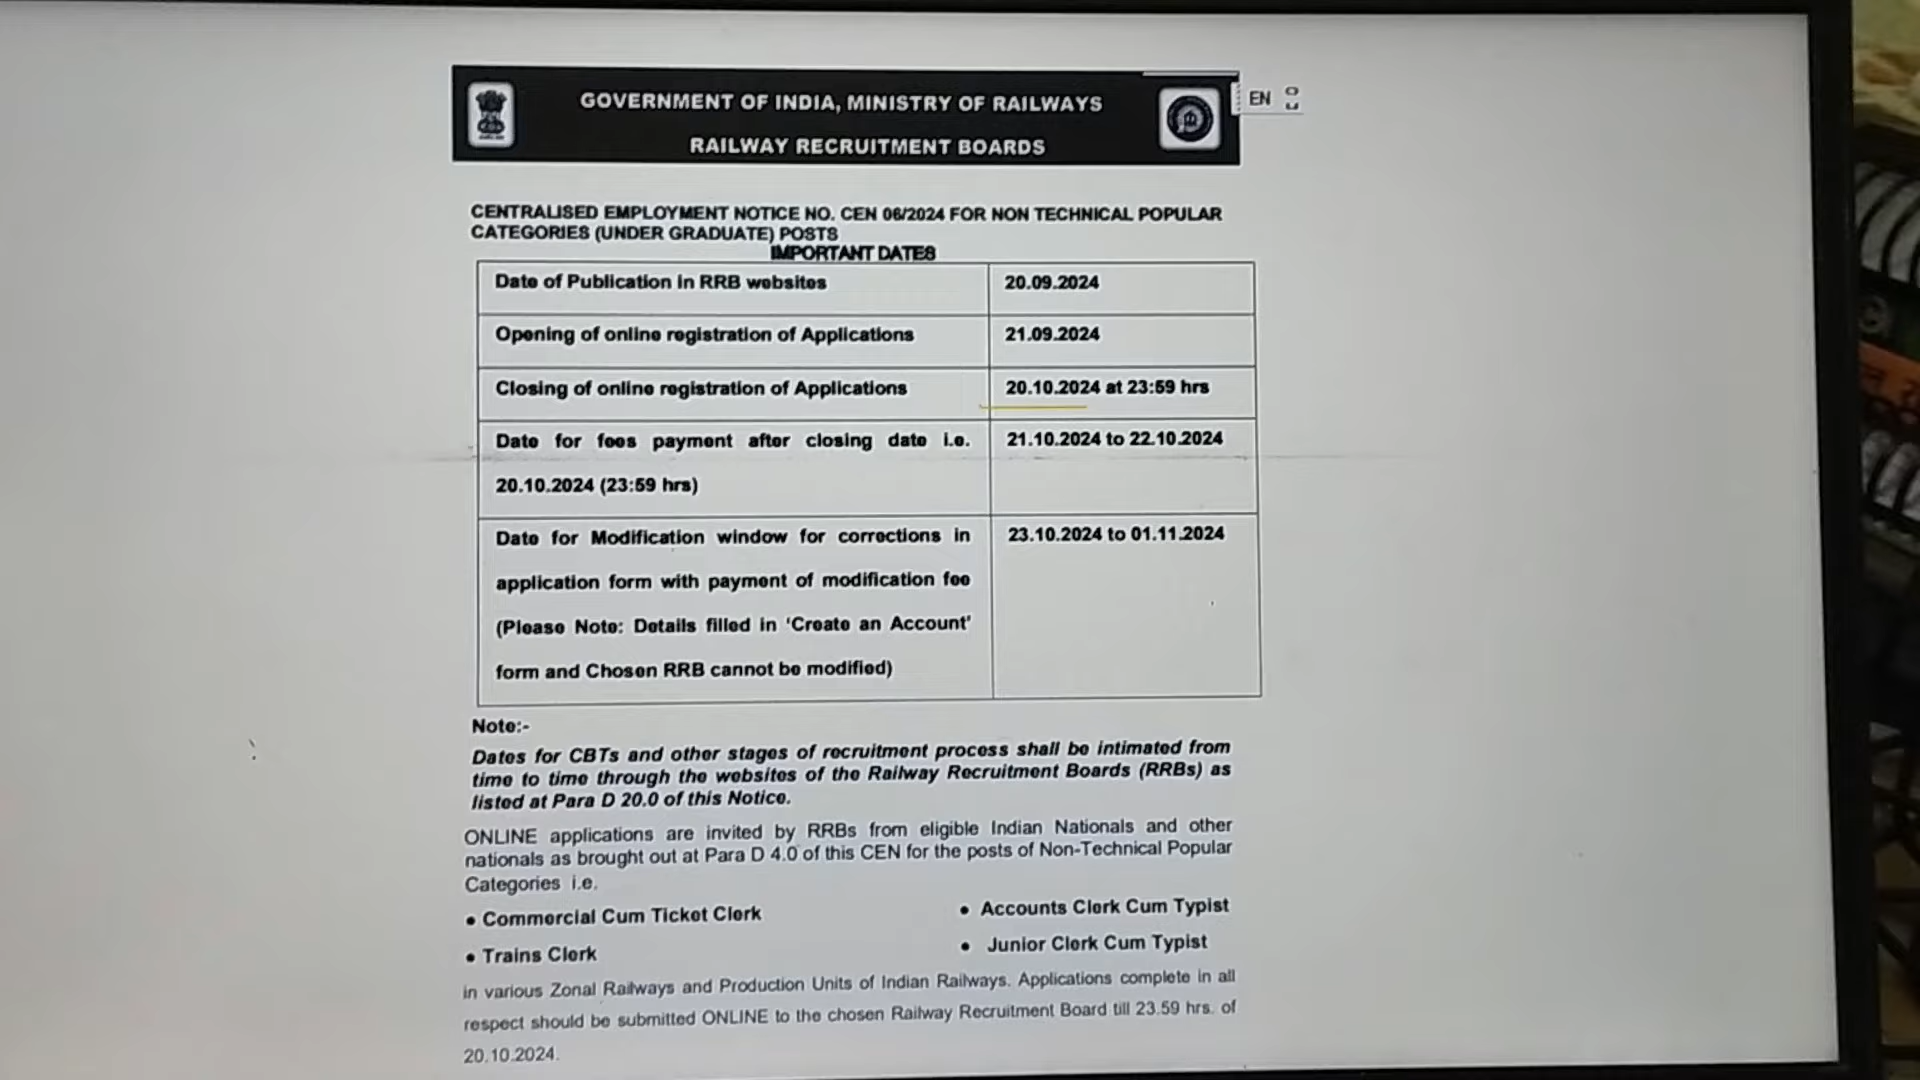 GOVERNMENT OF INDIA, MINISTRY OF RAILWAYS
RAILWAY RECRUITMENT BOARDS
EN
CENTRALISED EMPLOYMENT NOTICE NO. CEN 06/2024 FOR NON TECHNICAL POPULAR
CATEGORIES (UNDER GRADUATE) POSTS
IMPORTANT DATES
Date of Publication in RRB websites 20.09.2024
Opening of online registration of Applications 21.09.2024
Closing of online registration of Applications 20.10.2024 at 23:59 hrs
Date for fees payment after closing date i.e. 21.10.2024 to 22.10.2024
20.10.2024 (23:59 hrs)
Date for Modification window for corrections in 23.10.2024 to 01.11.2024
application form with payment of modification fee
(Please Note: Details filled in ‘Create an Account’
form and Chosen RRB cannot be modified)
Note:-
Dates for CBTs and other stages of recruitment process shall be intimated from
time to time through the websites of the Railway Recruitment Boards (RRBs) as
listed at Para D 20.0 of this Notice.
ONLINE applications are invited by RRBs from eligible Indian Nationals and other
nationals as brought out at Para D 4.0 of this CEN for the posts of Non-Technical Popular
Categories i.e.
• Commercial Cum Ticket Clerk • Accounts Clerk Cum Typist
• Trains Clerk • Junior Clerk Cum Typist
in various Zonal Railways and Production Units of Indian Railways. Applications complete in all
respect should be submitted ONLINE to the chosen Railway Recruitment Board till 23.59 hrs. of
20.10.2024.